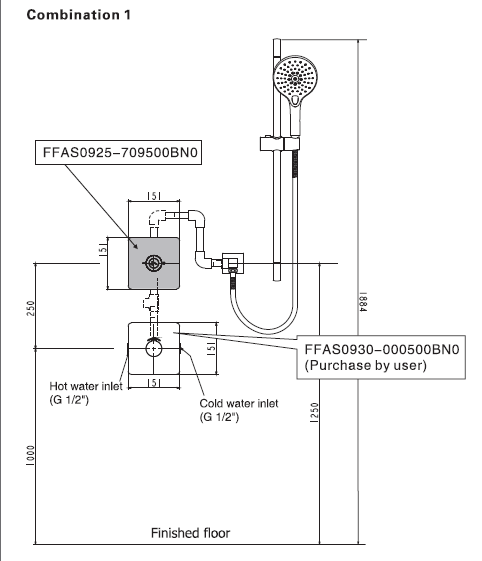 Combination 1
FFAS0925-709500BN0
151
151
250
1884
FFAS0930-000500BN0
(Purchase by user)
151
151
Hot water inlet
(G 1/2")
Cold water inlet
(G 1/2")
1250
1000
Finished floor